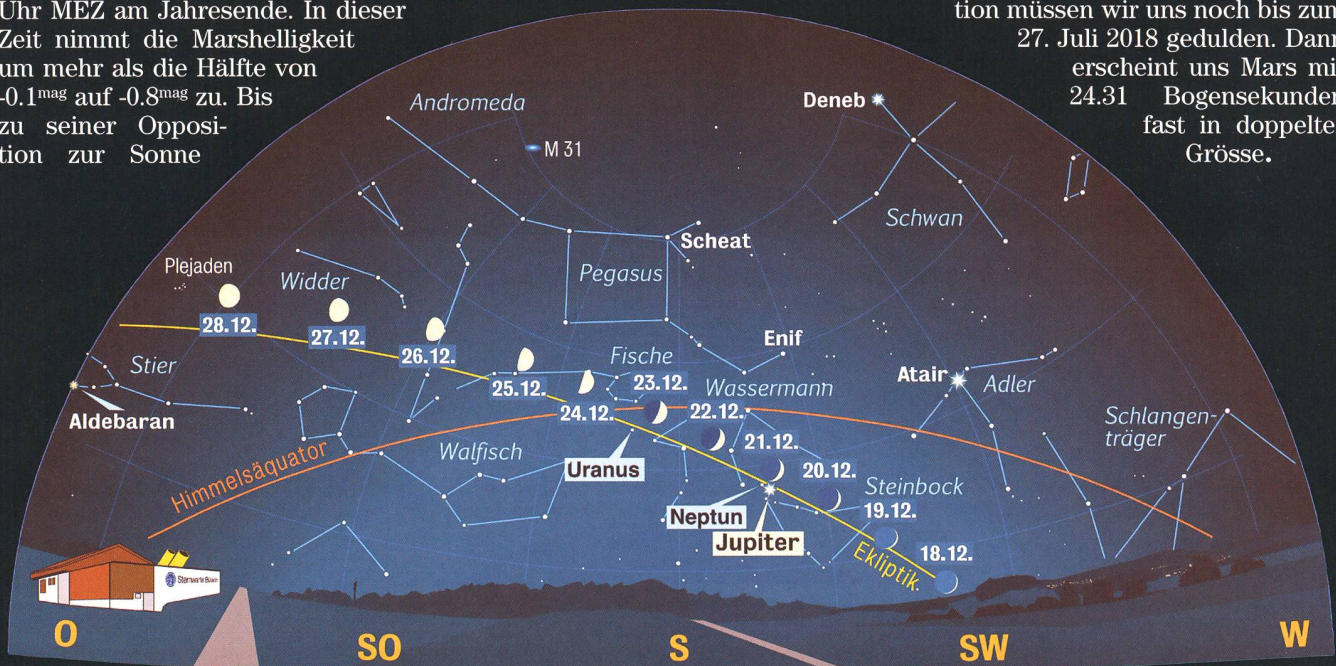 Uhr MEZ am Jahresende. In dieser
Zeit nimmt die Marshelligkeit
um mehr als die Hälfte von
-0.1mag auf -0.8mag zu. Bis
zu seiner Opposi-
tion zur Sonne
tion müssen wir uns noch bis zum
27. Juli 2018 gedulden. Dann
erscheint uns Mars mi
24.31 Bogensekunden
fast in doppelte
Grösse.
Andromeda
M 31
Deneb
Schwan
Scheat
Pegasus
Plejaden
Widder
28.12.
27.12.
26.12.
Enif
Fische
Stier
25.12.
23.12.
Wassermann
Atair
Adler
Aldebaran
24.12.
22.12.
Schlangen-
träger
Himmelsäquator
Walfisch
21.12.
Uranus
20.12.
Steinbock
19.12.
Neptun
Jupiter
Ekliptik
18.12.
Sternwarte Bülach
O
SO
S
SW
W